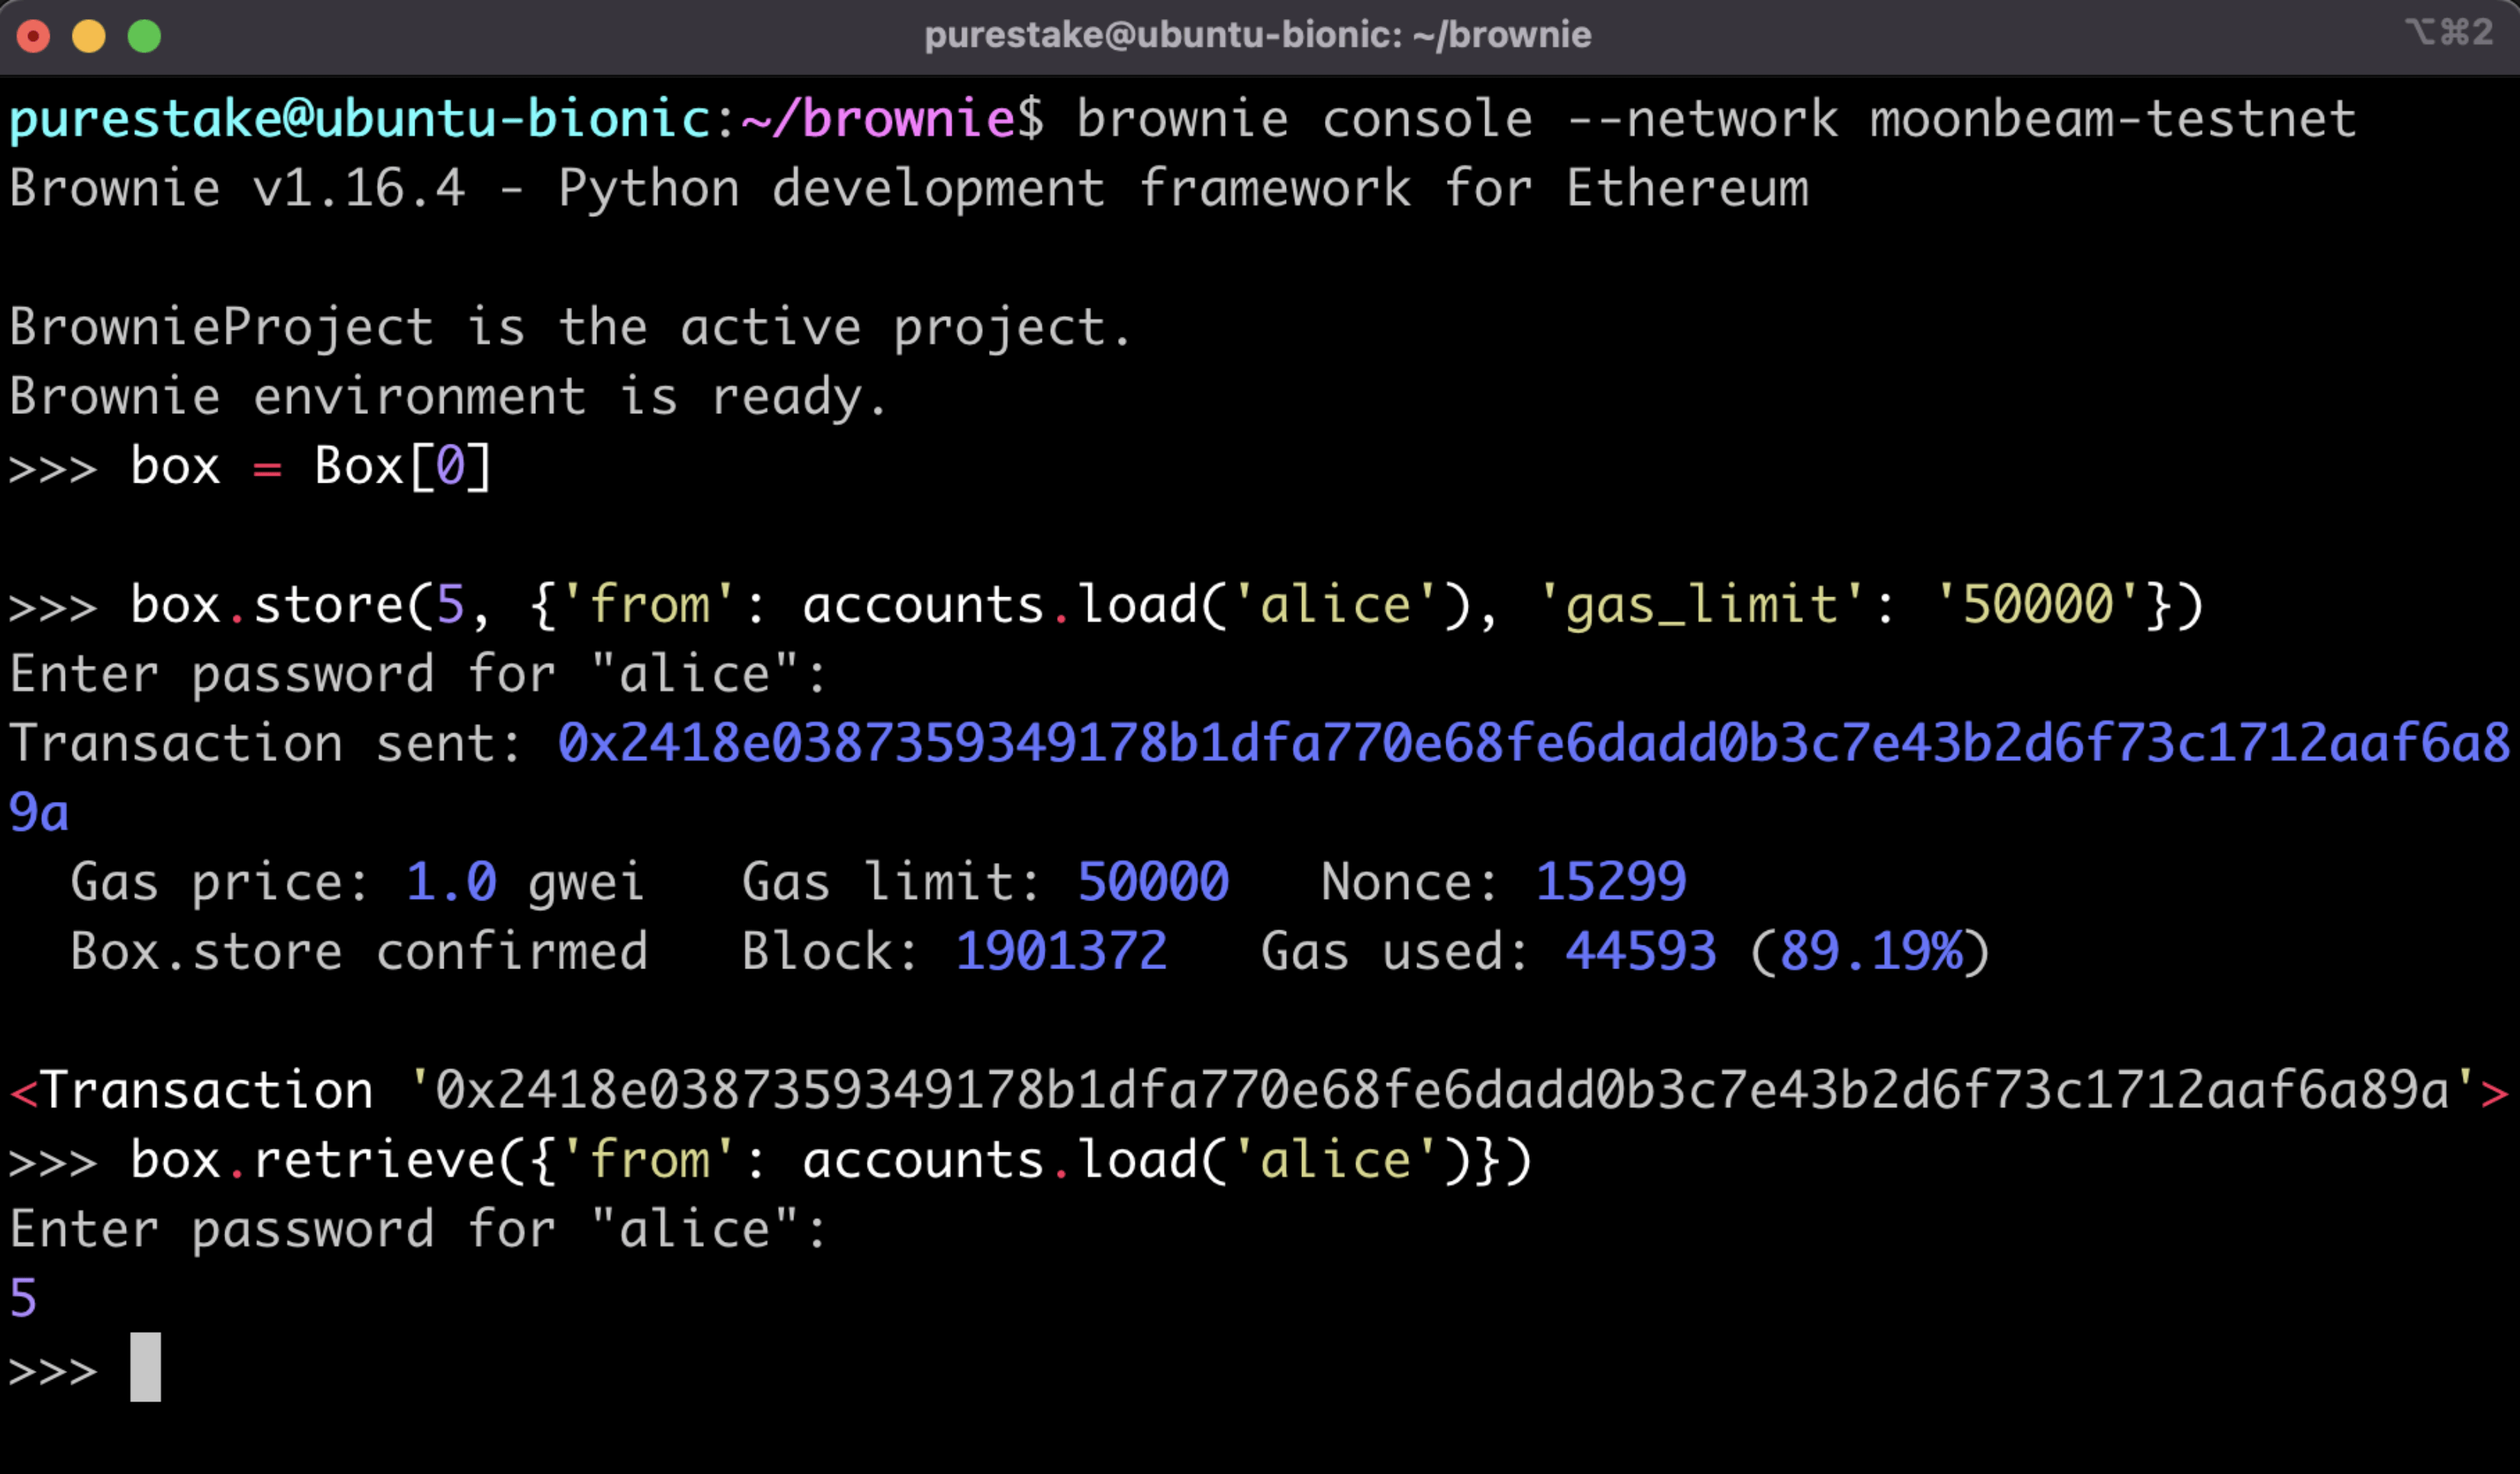 purestake@ubuntu-bionic: ~/brownie
⌥⌘2
purestake@ubuntu-bionic:~/brownie$ brownie console --network moonbeam-testnet
Brownie v1.16.4 - Python development framework for Ethereum
BrownieProject is the active project.
Brownie environment is ready.
>>> box = Box[0]
>>> box.store(5, {'from': accounts.load('alice'), 'gas_limit': '50000'})
Enter password for "alice":
Transaction sent: 0x2418e0387359349178b1dfa770e68fe6dadd0b3c7e43b2d6f73c1712aaf6a8
9a
  Gas price: 1.0 gwei   Gas limit: 50000   Nonce: 15299
  Box.store confirmed   Block: 1901372   Gas used: 44593 (89.19%)
<Transaction '0x2418e0387359349178b1dfa770e68fe6dadd0b3c7e43b2d6f73c1712aaf6a89a'>
>>> box.retrieve({'from': accounts.load('alice')})
Enter password for "alice":
5
>>>